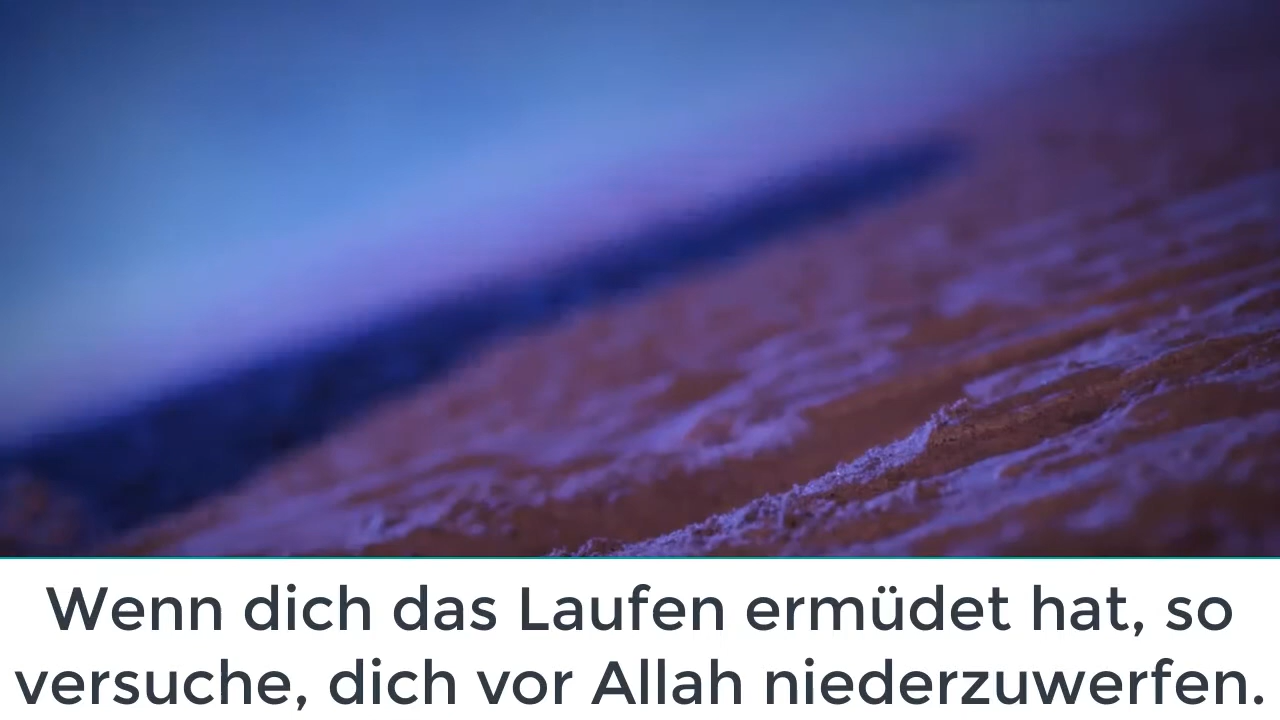 Wenn dich das Laufen ermüdet hat, so
versuche, dich vor Allah niederzuwerfen.